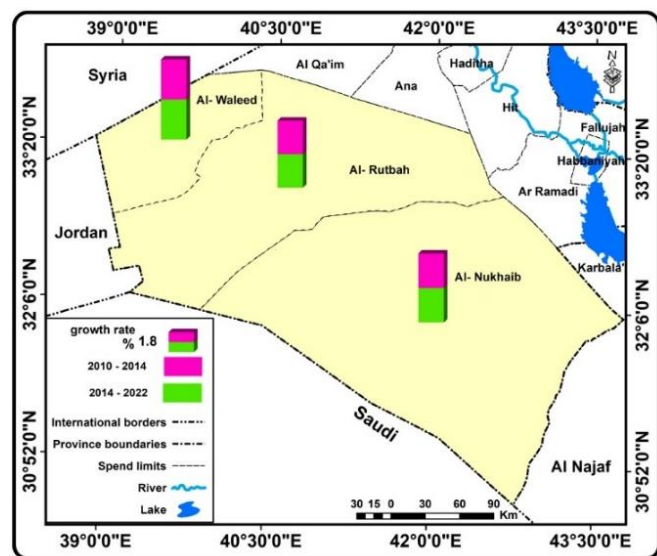 39°0'0"E 40°30'0"E 42°0'0"E 43°30'0"E
Syria
Al Qa'im
Haditha
N
Ana
Al- Waleed
Hit
Fallujah
33°20'0"N
33°20'0"N
Habbaniyah
Al- Rutbah
Ar Ramadi
Jordan
Karbala'
Al- Nukhaib
32°6'0"N
32°6'0"N
growth rate
% 1.8
2010 - 2014
2014 - 2022
International borders
Province boundaries
Spend limits
River
Lake
Saudi
Al Najaf
30°52'0"N
30°52'0"N
30 15 0 30 60 90
Km
39°0'0"E 40°30'0"E 42°0'0"E 43°30'0"E